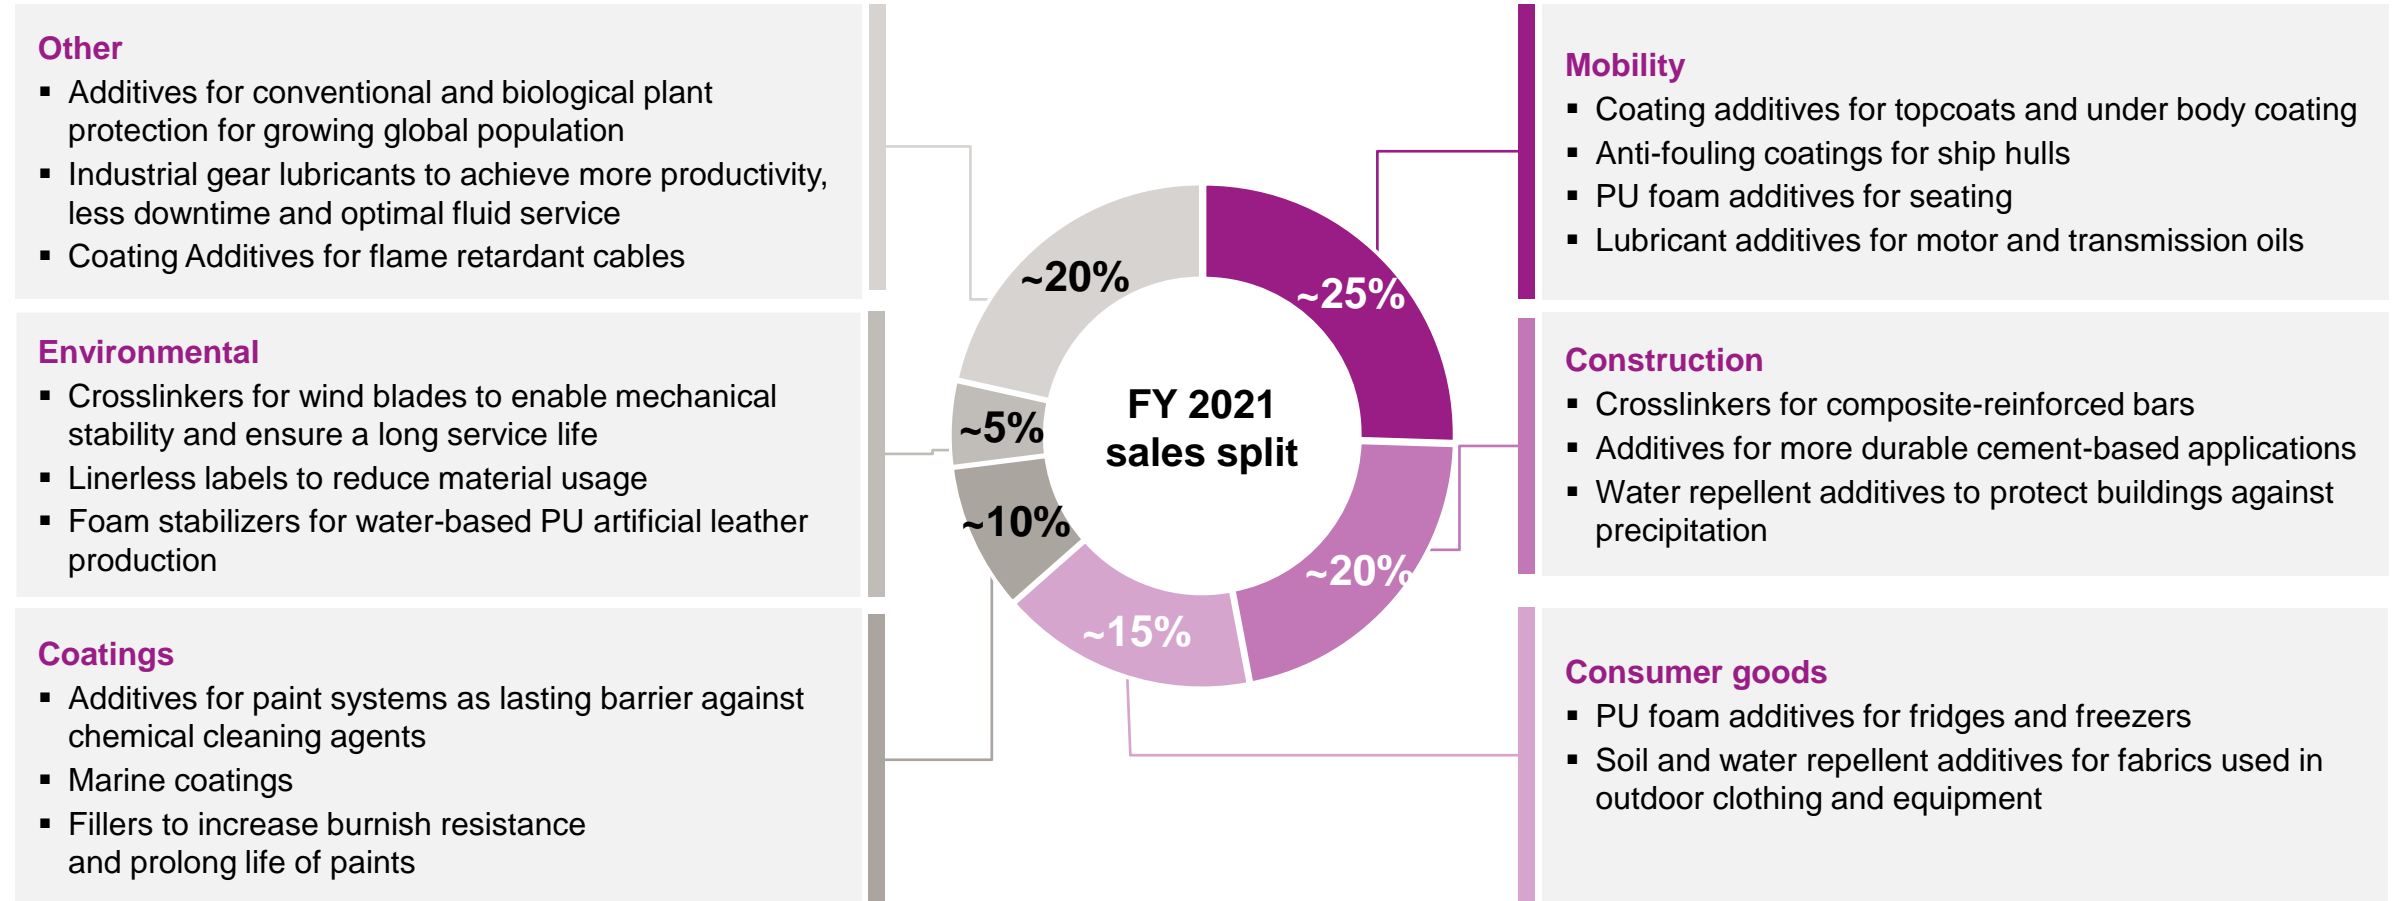 Other
▪ Additives for conventional and biological plant
protection for growing global population
▪ Industrial gear lubricants to achieve more productivity,
less downtime and optimal fluid service
▪ Coating Additives for flame retardant cables
Environmental
▪ Crosslinkers for wind blades to enable mechanical
stability and ensure a long service life
▪ Linerless labels to reduce material usage
▪ Foam stabilizers for water-based PU artificial leather
production
Coatings
▪ Additives for paint systems as lasting barrier against
chemical cleaning agents
▪ Marine coatings
▪ Fillers to increase burnish resistance
and prolong life of paints
~20%
~25%
~5%
FY 2021
sales split
~10%
~20%
~15%
Mobility
▪ Coating additives for topcoats and under body coating
▪ Anti-fouling coatings for ship hulls
▪ PU foam additives for seating
▪ Lubricant additives for motor and transmission oils
Construction
▪ Crosslinkers for composite-reinforced bars
▪ Additives for more durable cement-based applications
▪ Water repellent additives to protect buildings against
precipitation
Consumer goods
▪ PU foam additives for fridges and freezers
▪ Soil and water repellent additives for fabrics used in
outdoor clothing and equipment